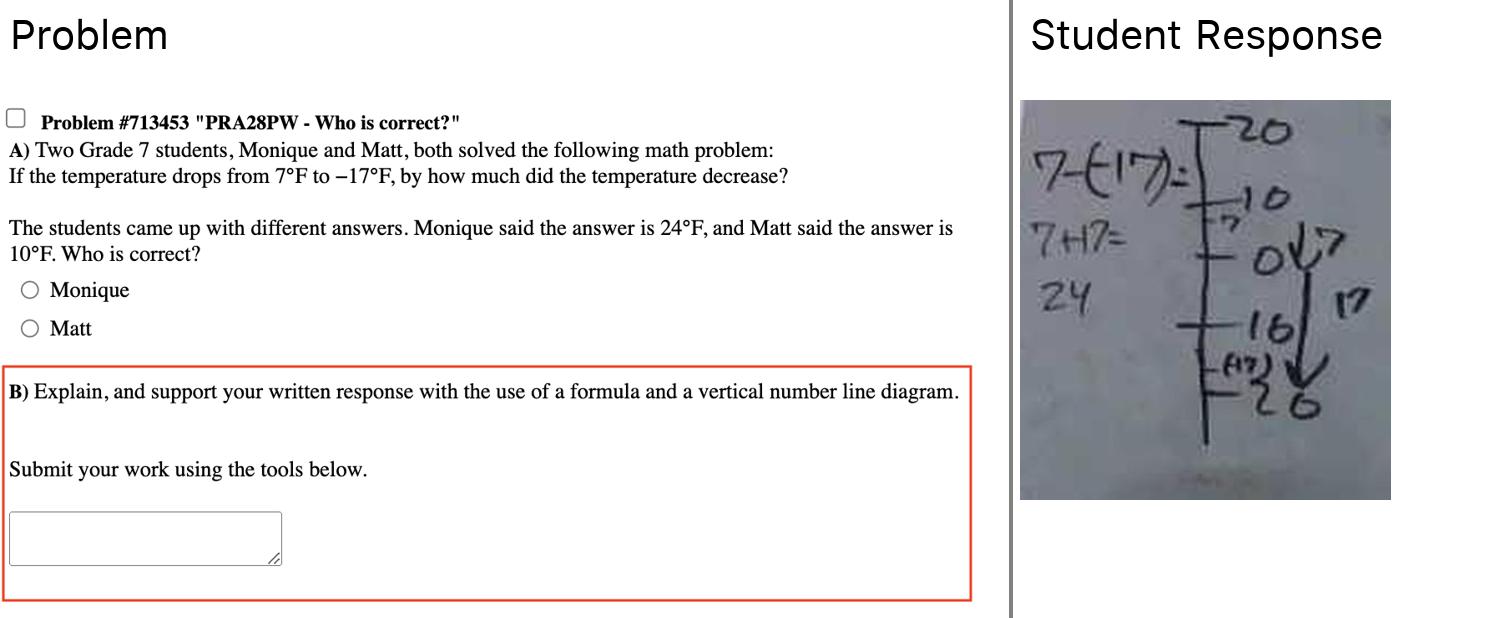 Problem
Problem #713453 "PRA28PW - Who is correct?"
A) Two Grade 7 students, Monique and Matt, both solved the following math problem:
If the temperature drops from 7°F to −17°F, by how much did the temperature decrease?
The students came up with different answers. Monique said the answer is 24°F, and Matt said the answer is
10°F. Who is correct?
Monique
Matt
B) Explain, and support your written response with the use of a formula and a vertical number line diagram.
Submit your work using the tools below.
Student Response
7-(-17)=
7+17=
24
20
10
7
0
7
17
-10
(-17)
-20